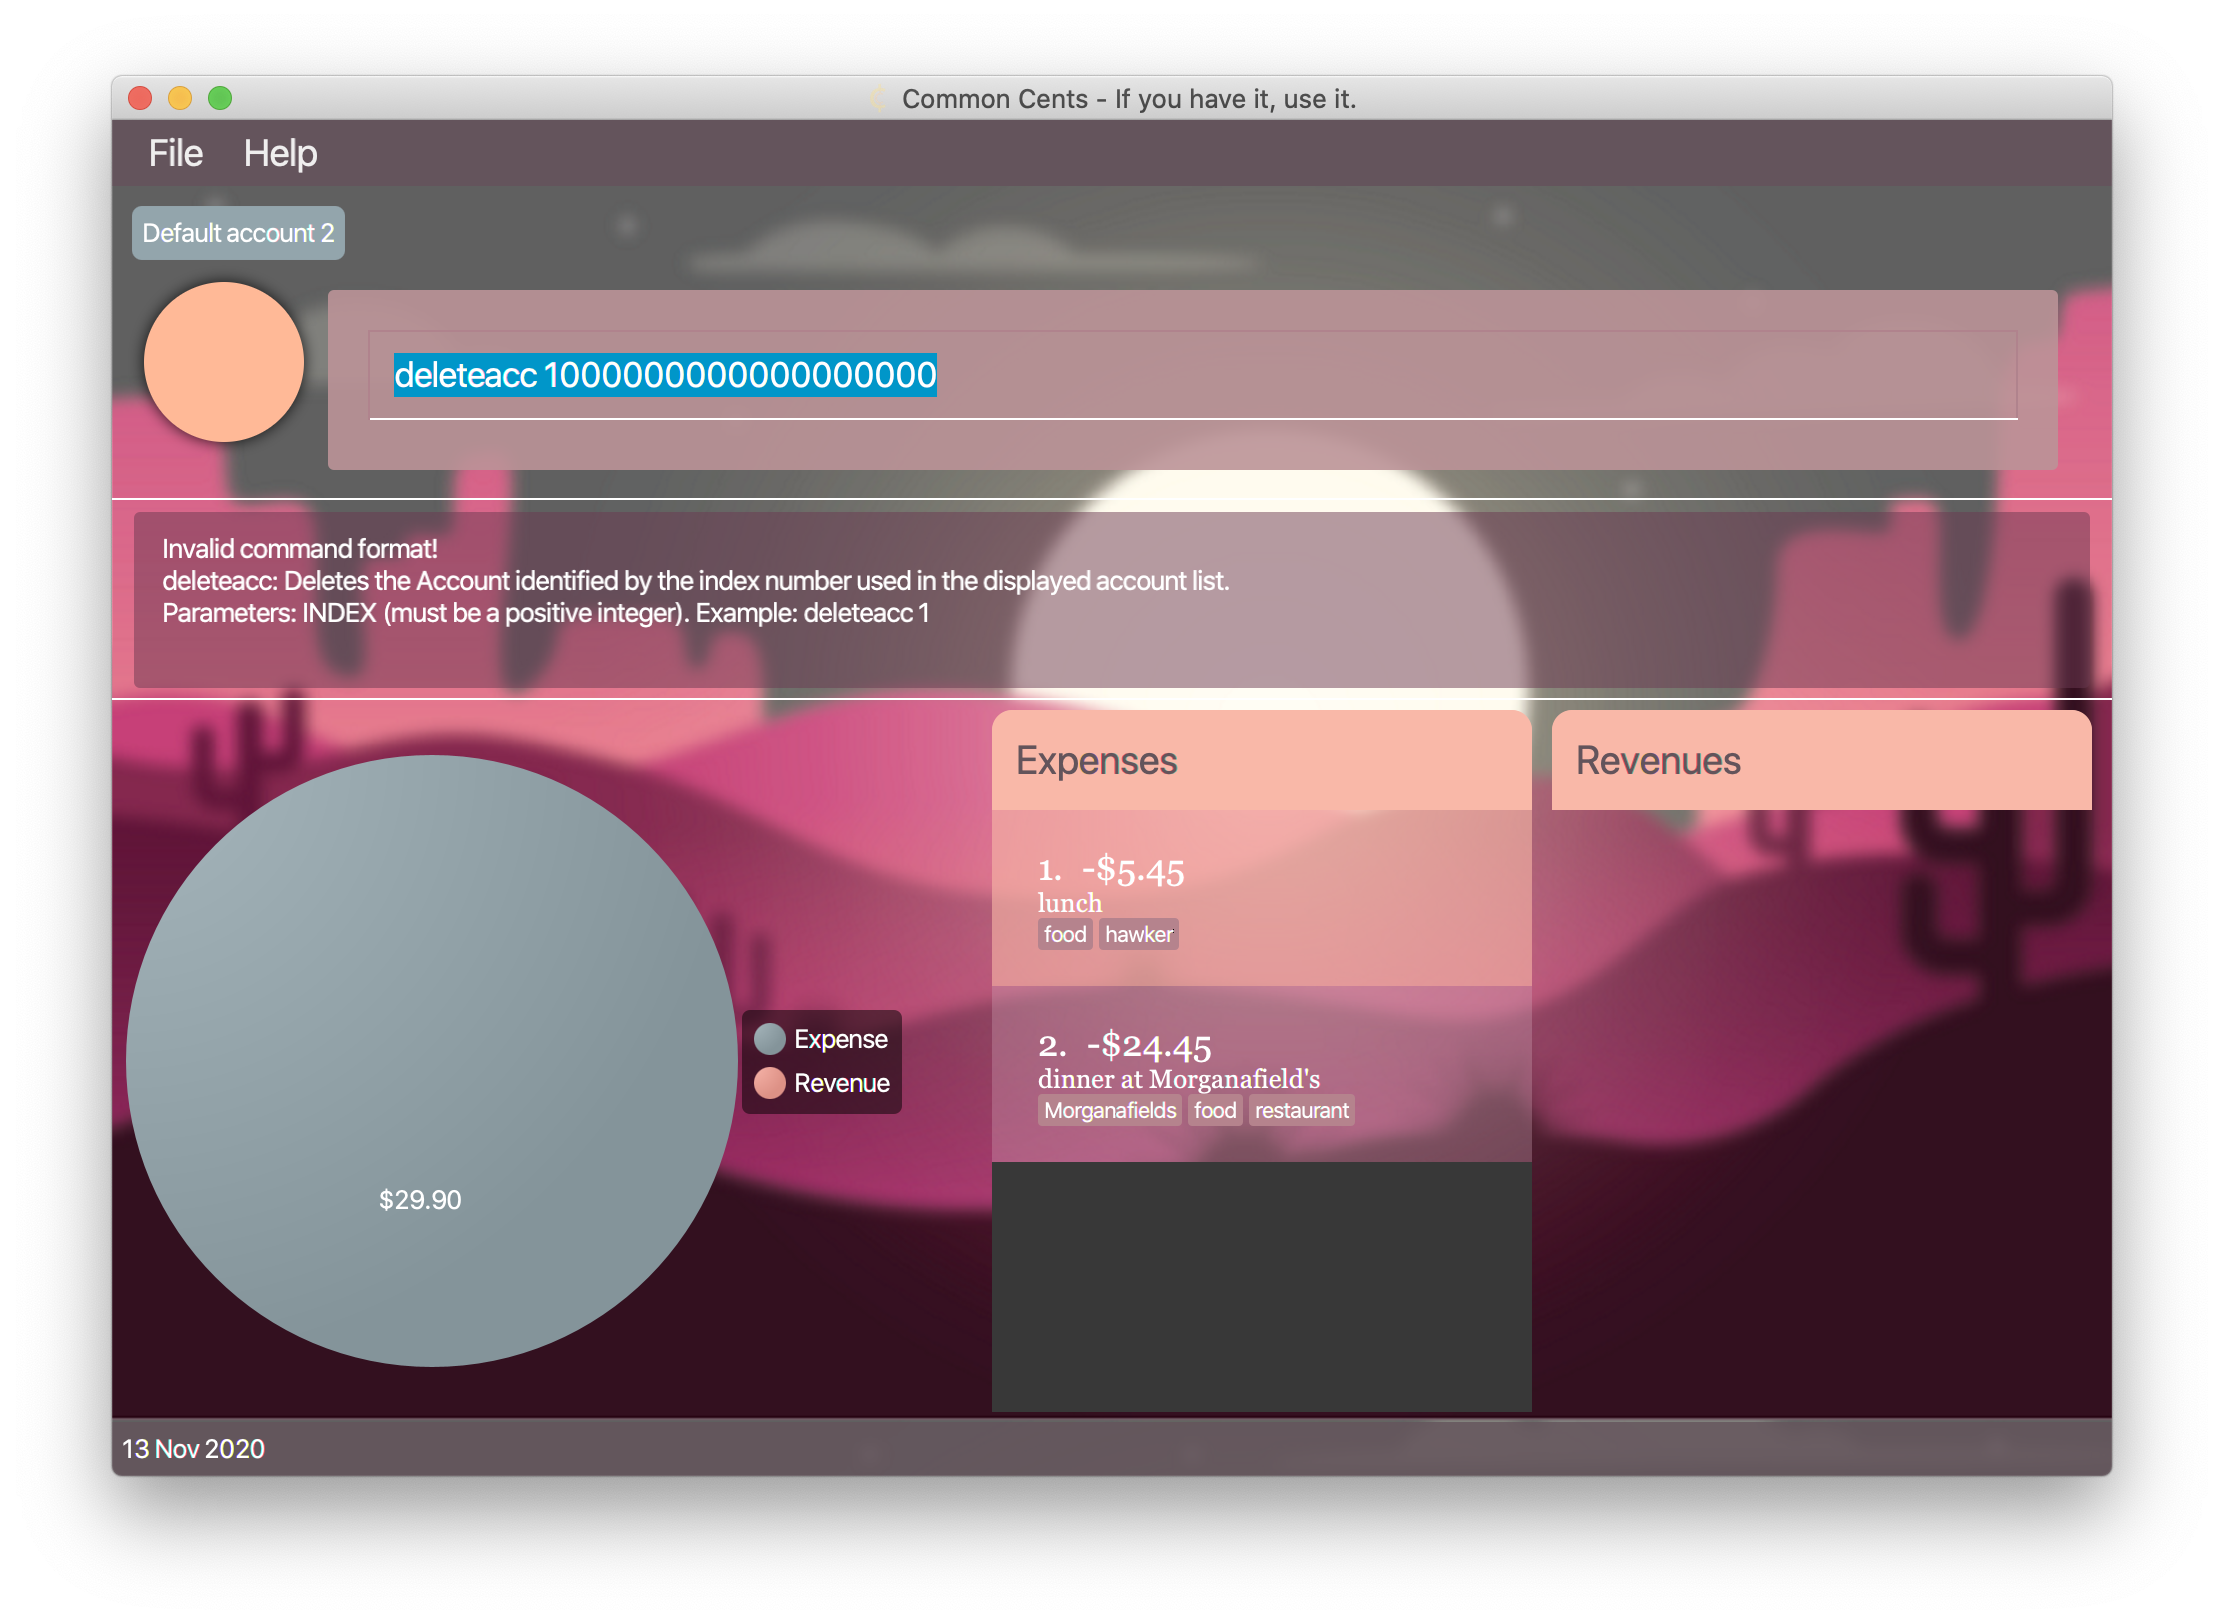 Common Cents - If you have it, use it.
File Help
Default account 2
deleteacc 1000000000000000000
Invalid command format!
deleteacc: Deletes the Account identified by the index number used in the displayed account list.
Parameters: INDEX (must be a positive integer). Example: deleteacc 1
$29.90
Expense
Revenue
Expenses
1. -$5.45
lunch
food hawker
2. -$24.45
dinner at Morganafield's
Morganafields food restaurant
Revenues
13 Nov 2020